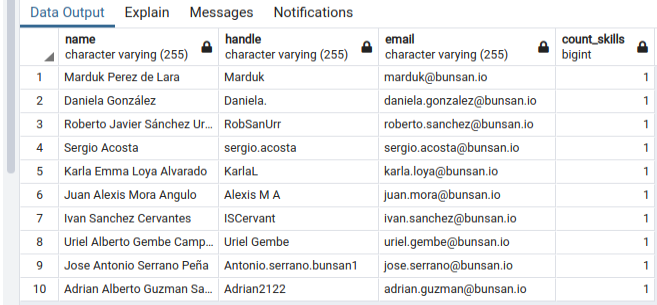 Data Output Explain Messages Notifications
name handle email count_skills
character varying (255) character varying (255) character varying (255) bigint
1 Marduk Perez de Lara Marduk marduk@bunsan.io 1
2 Daniela González Daniela. daniela.gonzalez@bunsan.io 1
3 Roberto Javier Sánchez Ur... RobSanUrr roberto.sanchez@bunsan.io 1
4 Sergio Acosta sergio.acosta sergio.acosta@bunsan.io 1
5 Karla Emma Loya Alvarado KarlaL karla.loya@bunsan.io 1
6 Juan Alexis Mora Angulo Alexis M A juan.mora@bunsan.io 1
7 Ivan Sanchez Cervantes ISCervant ivan.sanchez@bunsan.io 1
8 Uriel Alberto Gembe Camp... Uriel Gembe uriel.gembe@bunsan.io 1
9 Jose Antonio Serrano Peña Antonio.serrano.bunsan1 jose.serrano@bunsan.io 1
10 Adrian Alberto Guzman Sa... Adrian2122 adrian.guzman@bunsan.io 1